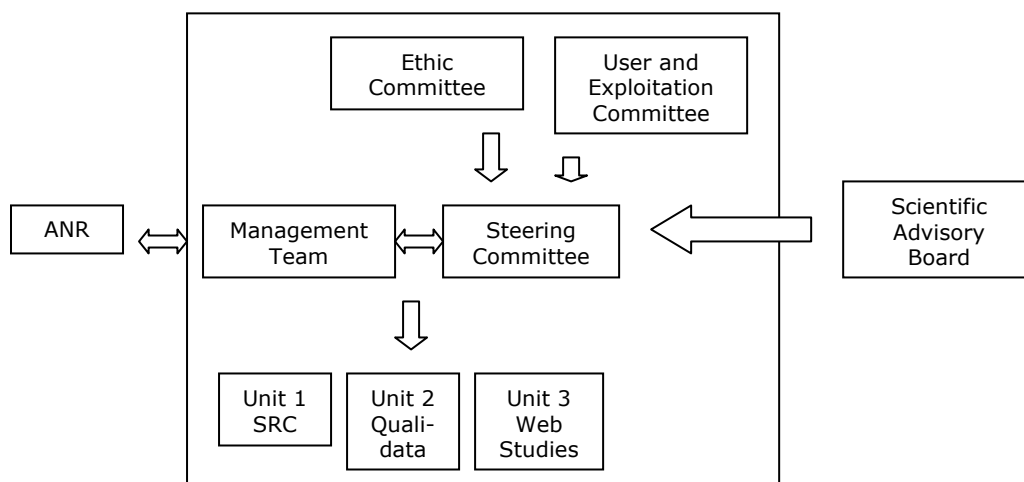 Ethic
Committee
User and
Exploitation
Committee
ANR
Management
Team
Steering
Committee
Scientific
Advisory
Board
Unit 1
SRC
Unit 2
Quali-
data
Unit 3
Web
Studies